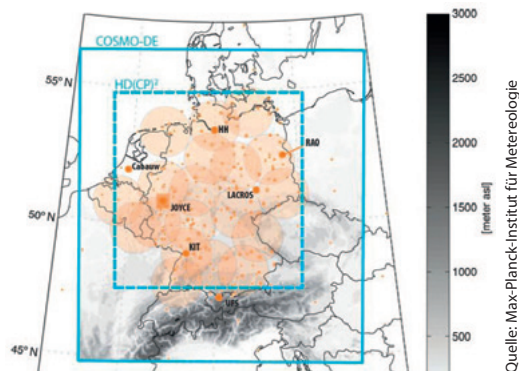 COSMO-DE
HD(CP)²
55° N
50° N
45° N
HH
RAO
Cabauw
LACROS
JOYCE
KIT
UFS
3000
2500
2000
1500
1000
500
[meter asl]
Quelle: Max-Planck-Institut für Metereologie